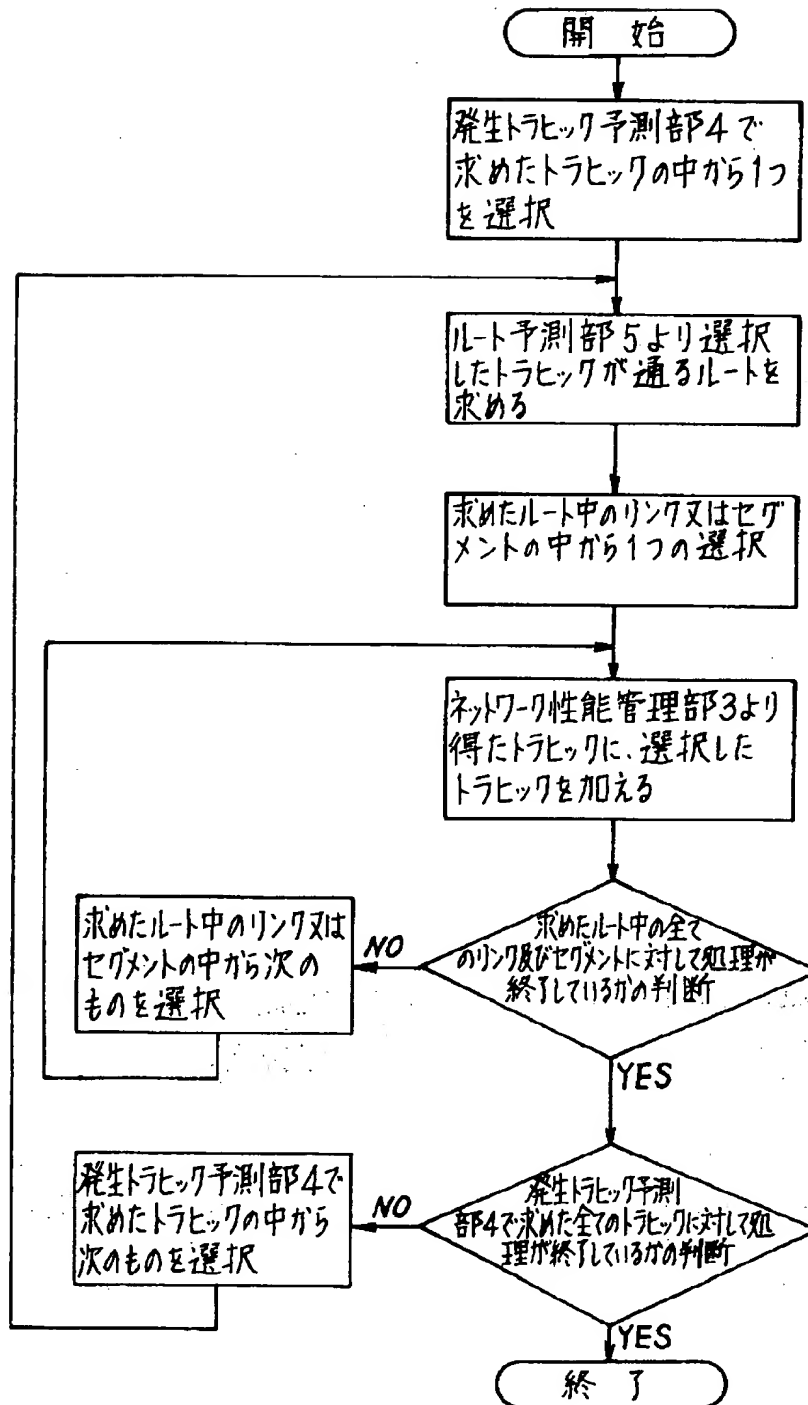 開始
発生トラヒック予測部4で
求めたトラヒックの中から1つ
を選択
ルート予測部5より選択
したトラヒックが通るルートを
求める
求めたルート中のリンク又はセグ
メントの中から1つの選択
ネットワーク性能管理部3より
得たトラヒックに、選択した
トラヒックを加える
求めたルート中の全て
のリンク及びセグメントに対して処理が
終了しているかの判断
NO
求めたルート中のリンク又は
セグメントの中から次の
ものを選択
YES
発生トラヒック予測
部4で求めた全てのトラヒックに対して処
理が終了しているかの判断
NO
発生トラヒック予測部4で
求めたトラヒックの中から
次のものを選択
YES
終了